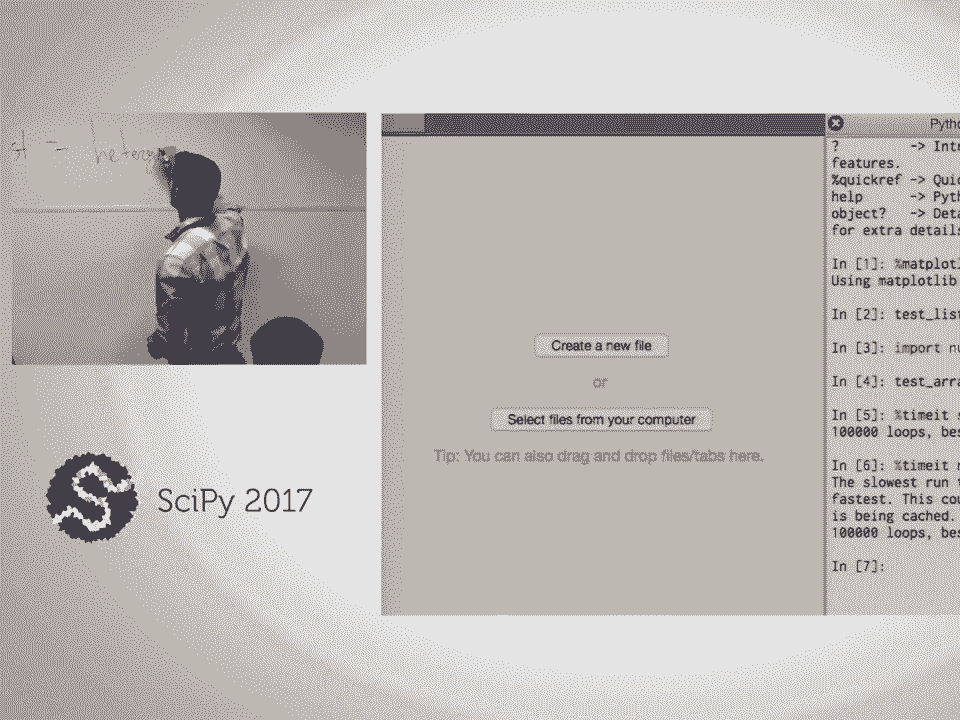 st = heterog
SciPy 2017
Create a new file
or
Select files from your computer
Tip: You can also drag and drop files/tabs here.
Pytho
? -> Intr
features.
%quickref -> Quic
help -> Pyth
object? -> Deta
for extra details
In [1]: %matplotl
Using matplotlib
In [2]: test_list
In [3]: import nu
In [4]: test_arra
In [5]: %timeit s
100000 loops, bes
In [6]: %timeit n
The slowest run t
fastest. This cou
is being cached.
100000 loops, bes
In [7]: